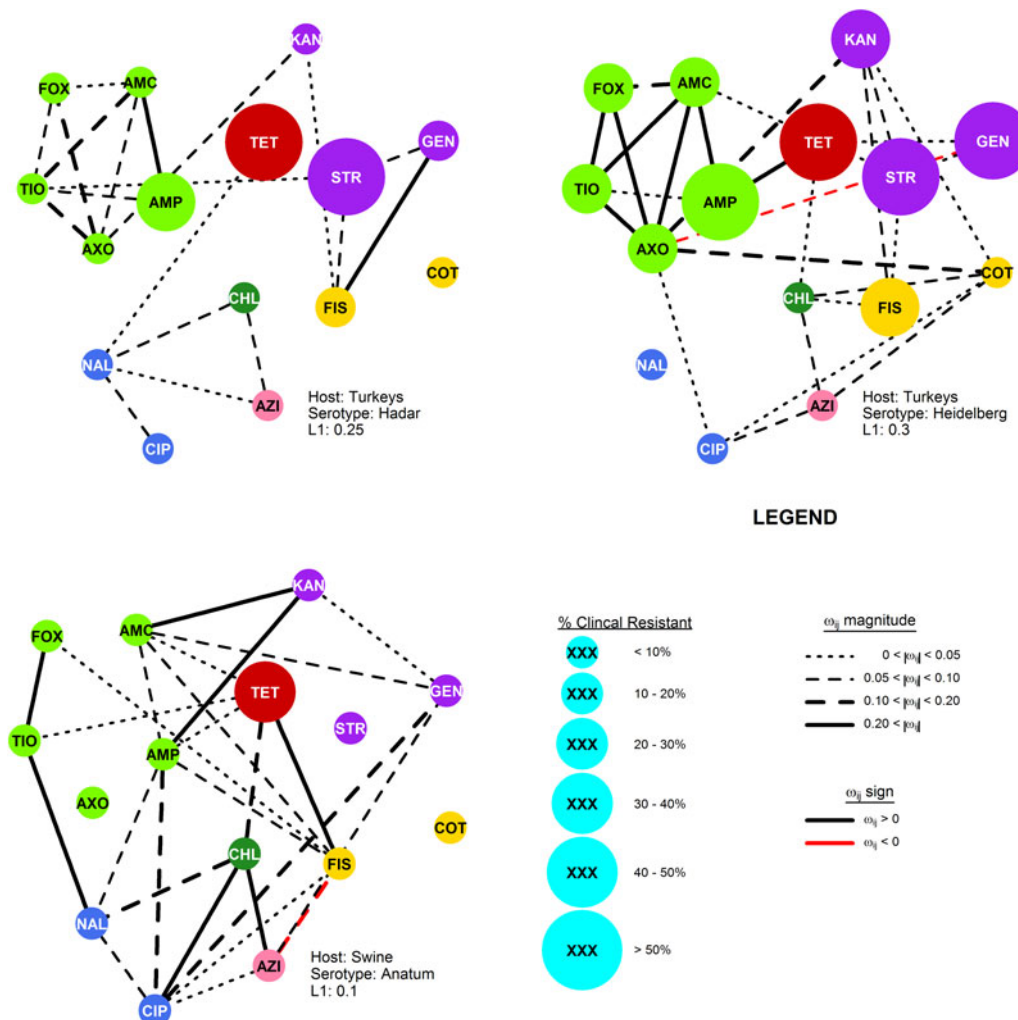 KAN
FOX
AMC
TET
GEN
STR
TIO
AMP
AXO
COT
CHL
FIS
NAL
AZI
CIP
Host: Turkeys
Serotype: Hadar
L1: 0.25
KAN
FOX
AMC
TET
GEN
STR
TIO
AMP
AXO
COT
CHL
FIS
NAL
AZI
CIP
Host: Turkeys
Serotype: Heidelberg
L1: 0.3
KAN
AMC
FOX
TET
GEN
STR
TIO
AMP
AXO
COT
CHL
FIS
NAL
AZI
CIP
Host: Swine
Serotype: Anatum
L1: 0.1
LEGEND
% Clincal Resistant
XXX < 10%
XXX 10 - 20%
XXX 20 - 30%
XXX 30 - 40%
XXX 40 - 50%
XXX > 50%
ωij magnitude
0 < |ωij| < 0.05
0.05 < |ωij| < 0.10
0.10 < |ωij| < 0.20
0.20 < |ωij|
ωij sign
ωij > 0
ωij < 0